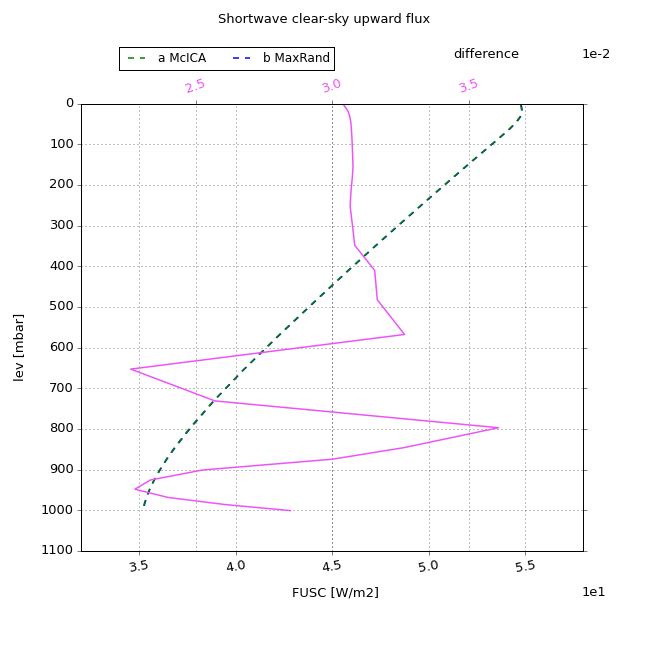 Shortwave clear-sky upward flux
a McICA
b MaxRand
difference
1e-2
2.5
3.0
3.5
0
100
200
300
400
500
600
700
800
900
1000
1100
lev [mbar]
3.5
4.0
4.5
5.0
5.5
FUSC [W/m2]
1e1